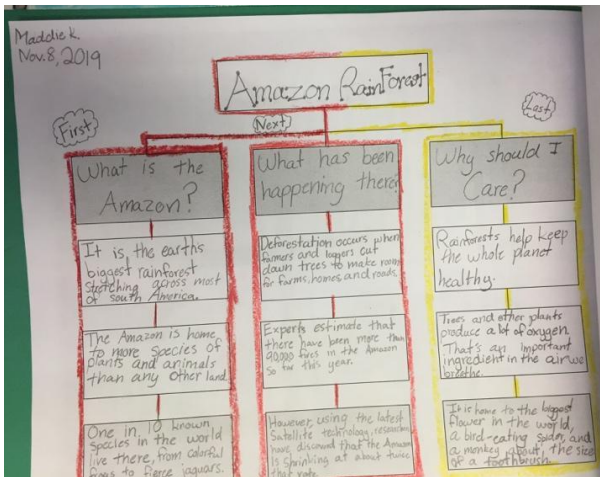 Maddie K.
Nov. 8, 2019
Amazon RainForest
First
Next
Last
What is the
Amazon?
It is, the earths
biggest rainforest
stretching across most
of south America.
The Amazon is home
to more species of
plants and animals
than any other land
One in 10 known
species in the world
live there, from colorful
frogs to fierce jaguars.
What has been
happening there?
Deforestation occurs when
farmers and loggers cut
down trees to make room
for farms, homes, and roads.
Experts estimate that
there have been more than
90,000 fires in the Amazon
so far this year.
However, using the latest
Satellite technology, researchers
have discoverd that the Amazon
Is shrinking at about twice
that rate.
Why should I
Care?
Rainforests help keep
the whole planet
healthy.
Trees and other plants
produce a lot of oxygen.
That's an important
ingredient in the air we
breathe.
It is home to the biggest
flower in the world,
a bird-eating spider, and
a monkey about, the size
of a toothbrush.